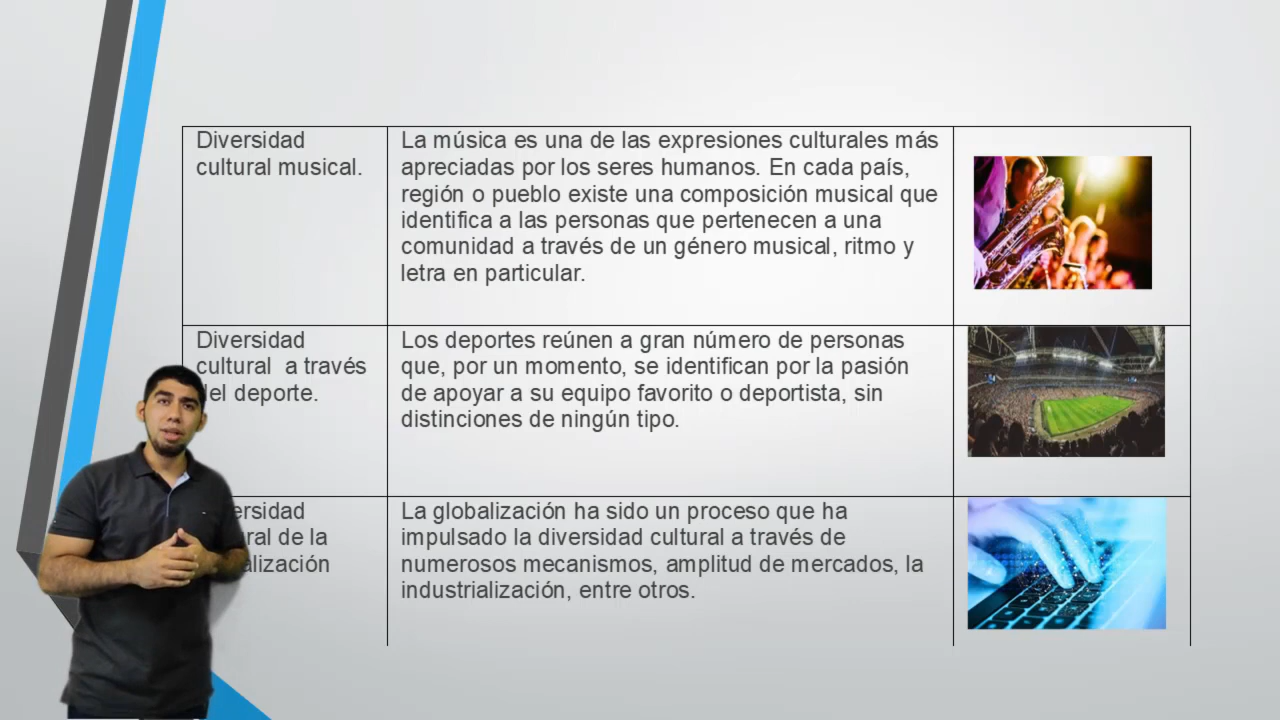 Diversidad
cultural musical.
La música es una de las expresiones culturales más
apreciadas por los seres humanos. En cada país,
región o pueblo existe una composición musical que
identifica a las personas que pertenecen a una
comunidad a través de un género musical, ritmo y
letra en particular.
Diversidad
cultural a través
del deporte.
Los deportes reúnen a gran número de personas
que, por un momento, se identifican por la pasión
de apoyar a su equipo favorito o deportista, sin
distinciones de ningún tipo.
de la
La globalización ha sido un proceso que ha
impulsado la diversidad cultural a través de
numerosos mecanismos, amplitud de mercados, la
industrialización, entre otros.